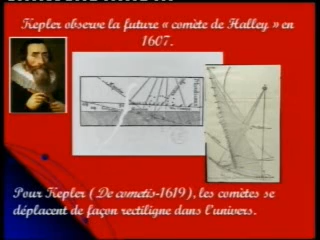 Kepler observe la future « comète de Halley » en
1607.
Pour Kepler (De cometis-1619), les comètes se
déplacent de façon rectiligne dans l'univers.